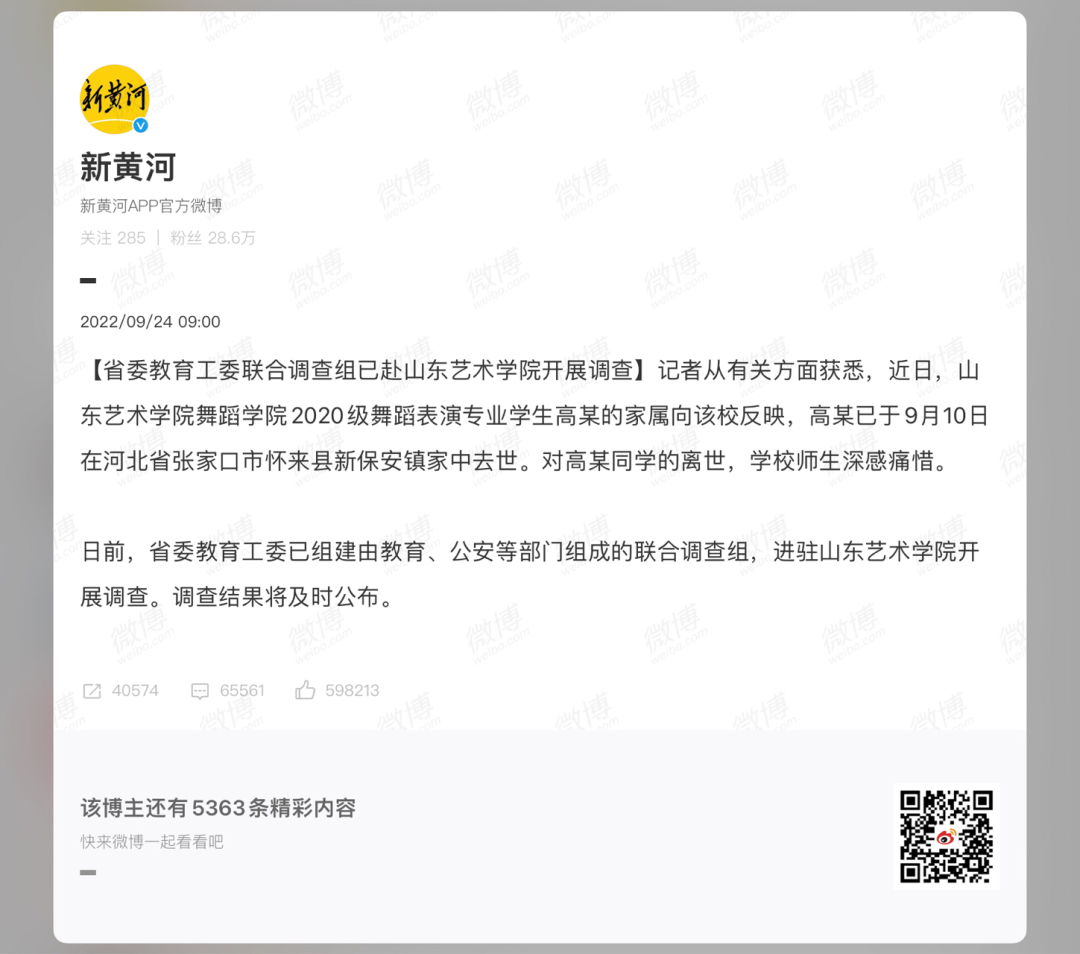 新黄河
新黄河
新黄河APP官方微博
关注 285 | 粉丝 28.6万
2022/09/24 09:00
【省委教育工委联合调查组已赴山东艺术学院开展调查】记者从有关方面获悉，近日，山
东艺术学院舞蹈学院2020级舞蹈表演专业学生高某的家属向该校反映，高某已于9月10日
在河北省张家口市怀来县新保安镇家中去世。对高某同学的离世，学校师生深感痛惜。
日前，省委教育工委已组建由教育、公安等部门组成的联合调查组，进驻山东艺术学院开
展调查。调查结果将及时公布。
40574 65561 598213
该博主还有5363条精彩内容
快来微博一起看看吧
微博
weibo.com